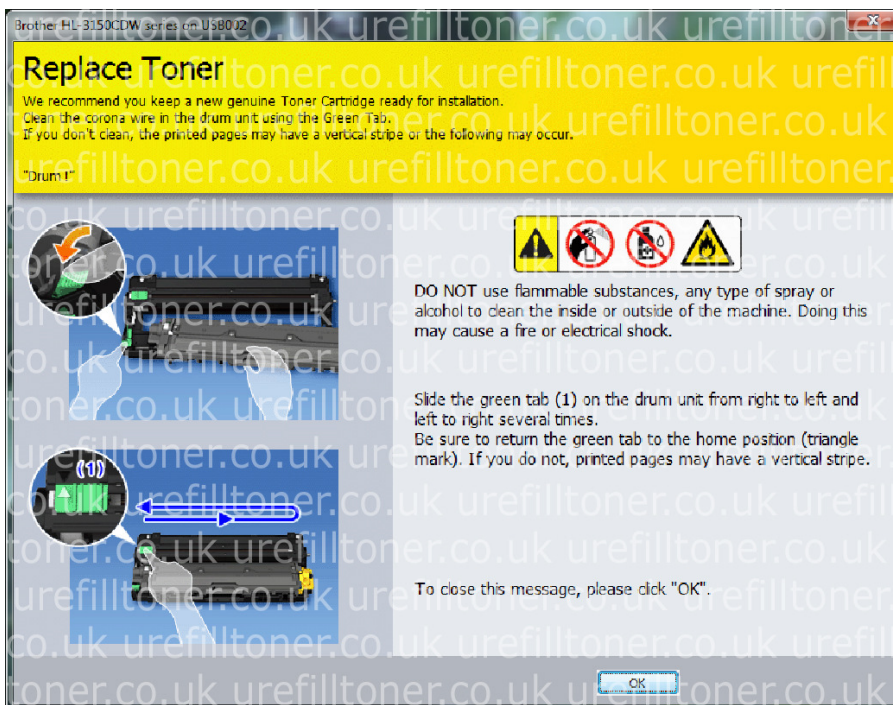 Brother HL-3150CDW series on USB002
Replace Toner
We recommend you keep a new genuine Toner Cartridge ready for installation.
Clean the corona wire in the drum unit using the Green Tab.
If you don't clean, the printed pages may have a vertical stripe or the following may occur.
"Drum !"
DO NOT use flammable substances, any type of spray or
alcohol to clean the inside or outside of the machine. Doing this
may cause a fire or electrical shock.
Slide the green tab (1) on the drum unit from right to left and
left to right several times.
Be sure to return the green tab to the home position (triangle
mark). If you do not, printed pages may have a vertical stripe.
(1)
To close this message, please click "OK".
OK
urefilltoner.co.uk